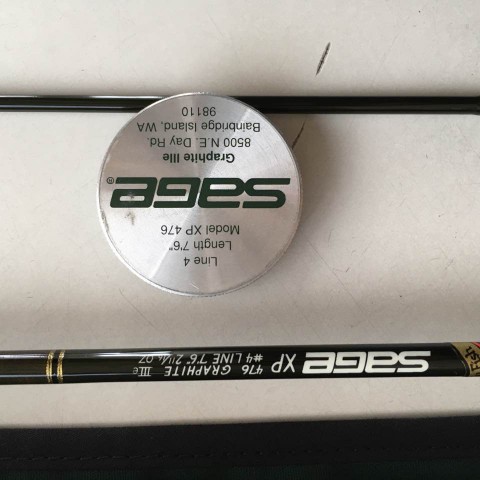 Line 4
Length 7'6"
Model XP 476
SAGE®
Graphite IIIe
8500 N.E. Day Rd.
Bainbridge Island, WA
98110
SAGE XP 476 GRAPHITE IIIe
#4 LINE 7'6" 2 1/4 OZ
Fish